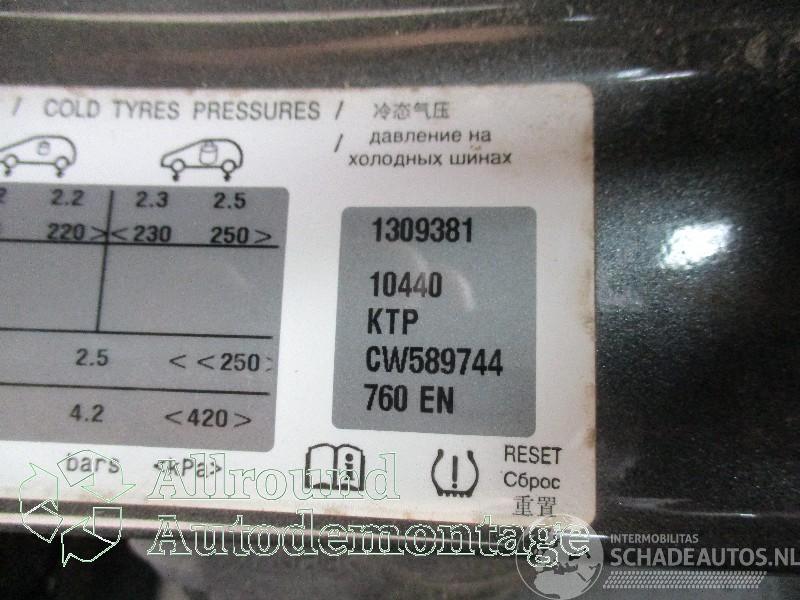 / COLD TYRES PRESSURES / 冷态气压
/ давление на
холодных шинах
2.2 2.3 2.5
220> <230 250>
2.5 <<250>
4.2 <420>
bars <kPa>
1309381
10440
KTP
CW589744
760 EN
RESET
Сброс
重置
Allround
Autodemontage
INTERMOBILITAS
SCHADEAUTOS.NL